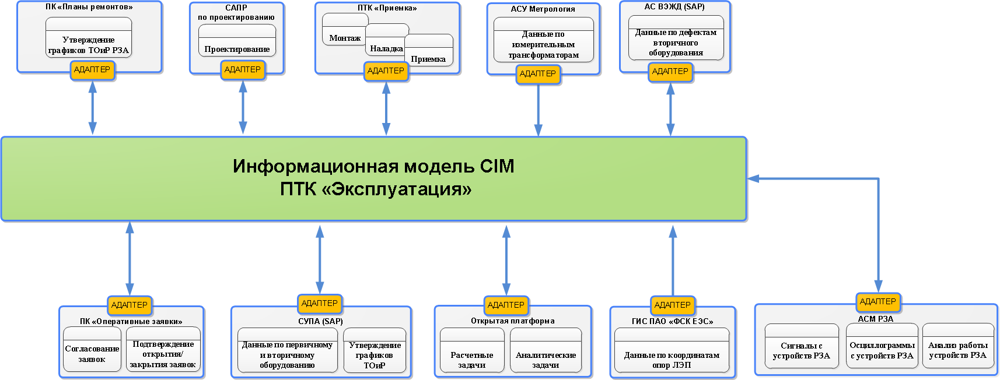 ПК «Планы ремонтов»
Утверждение
графиков ТОиР РЗА
АДАПТЕР
САПР
по проектированию
Проектирование
АДАПТЕР
ПТК «Приемка»
Монтаж
Наладка
Приемка
АДАПТЕР
АСУ Метрология
Данные по
измерительным
трансформаторам
АДАПТЕР
АС ВЭЖД (SAP)
Данные по дефектам
вторичного
оборудования
АДАПТЕР
Информационная модель CIM
ПТК «Эксплуатация»
АДАПТЕР
ПК «Оперативные заявки»
Согласование
заявок
Подтверждение
открытия/
закрытия заявок
АДАПТЕР
СУПА (SAP)
Данные по первичному
и вторичному
оборудованию
Утверждение
графиков
ТОиР
АДАПТЕР
Открытая платформа
Расчетные
задачи
Аналитические
задачи
АДАПТЕР
ГИС ПАО «ФСК ЕЭС»
Данные по координатам
опор ЛЭП
АДАПТЕР
АСМ РЗА
Сигналы с
устройств РЗА
Осциллограммы
с устройств РЗА
Анализ работы
устройств РЗА